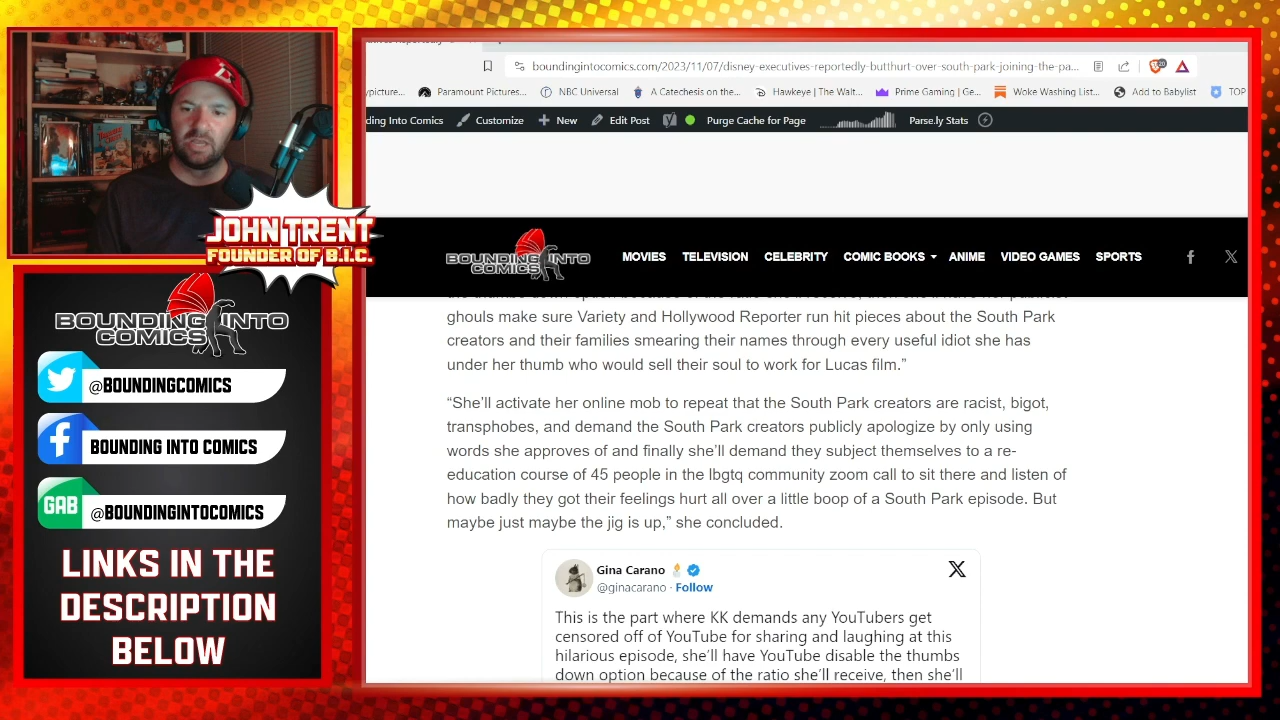 JOHN TRENT
FOUNDER OF B.I.C.
BOUNDING INTO
COMICS
@BOUNDINGCOMICS
BOUNDING INTO COMICS
GAB
@BOUNDINGINTOCOMICS
LINKS IN THE
DESCRIPTION
BELOW
boundingintocomics.com/2023/11/07/disney-executives-reportedly-butthurt-over-south-park-joining-the-pa...
20
ypicture... Paramount Pictures... NBC Universal A Catechesis on the... Hawkeye | The Wait... Prime Gaming | Ge... Woke Washing List... Add to Babylist TOP
ding Into Comics Customize New Edit Post Purge Cache for Page Parse.ly Stats
BOUNDING INTO
COMICS
MOVIES TELEVISION CELEBRITY COMIC BOOKS ANIME VIDEO GAMES SPORTS
ghouls make sure Variety and Hollywood Reporter run hit pieces about the South Park
creators and their families smearing their names through every useful idiot she has
under her thumb who would sell their soul to work for Lucas film.”
“She’ll activate her online mob to repeat that the South Park creators are racist, bigot,
transphobes, and demand the South Park creators publicly apologize by only using
words she approves of and finally she’ll demand they subject themselves to a re-
education course of 45 people in the lbgtq community zoom call to sit there and listen of
how badly they got their feelings hurt all over a little boop of a South Park episode. But
maybe just maybe the jig is up,” she concluded.
Gina Carano
@ginacarano · Follow
This is the part where KK demands any YouTubers get
censored off of YouTube for sharing and laughing at this
hilarious episode, she’ll have YouTube disable the thumbs
down option because of the ratio she’ll receive, then she’ll